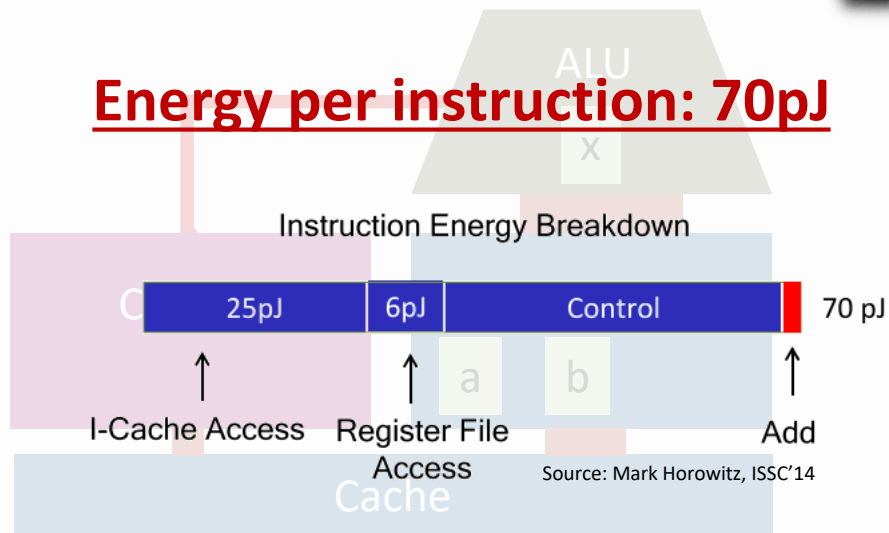 ALU
Energy per instruction: 70pJ
x
Instruction Energy Breakdown
C
25pJ 6pJ Control 70 pJ
a b
I-Cache Access Register File Access Add
Source: Mark Horowitz, ISSC’14
Cache